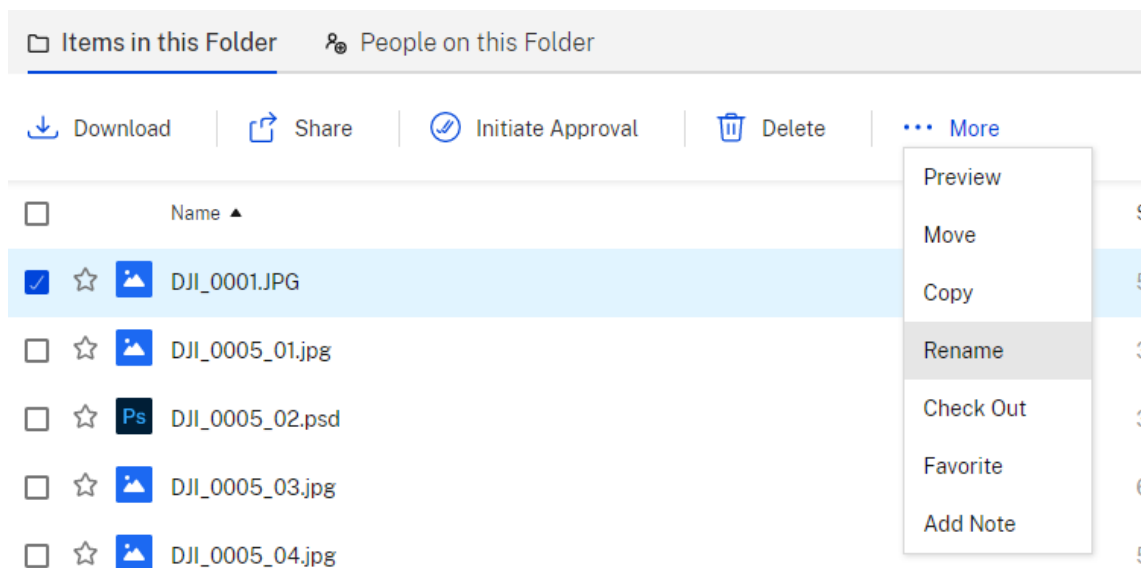 Items in this Folder People on this Folder
Download Share Initiate Approval Delete More
Preview
Name
Move
DJI_0001.JPG
Copy
DJI_0005_01.jpg
Rename
Ps DJI_0005_02.psd
Check Out
Favorite
DJI_0005_03.jpg
Add Note
DJI_0005_04.jpg